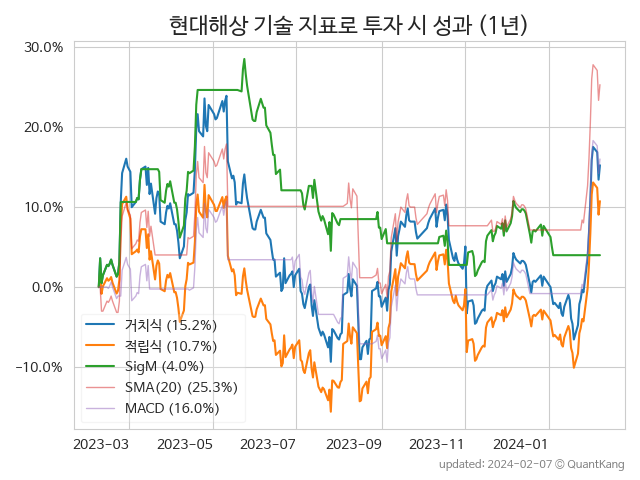 현대해상 기술 지표로 투자 시 성과 (1년)
30.0%
20.0%
10.0%
0.0%
−10.0%
거치식 (15.2%)
적립식 (10.7%)
SigM (4.0%)
SMA(20) (25.3%)
MACD (16.0%)
2023−03 2023−05 2023−07 2023−09 2023−11 2024−01
updated: 2024-02-07 © QuantKang